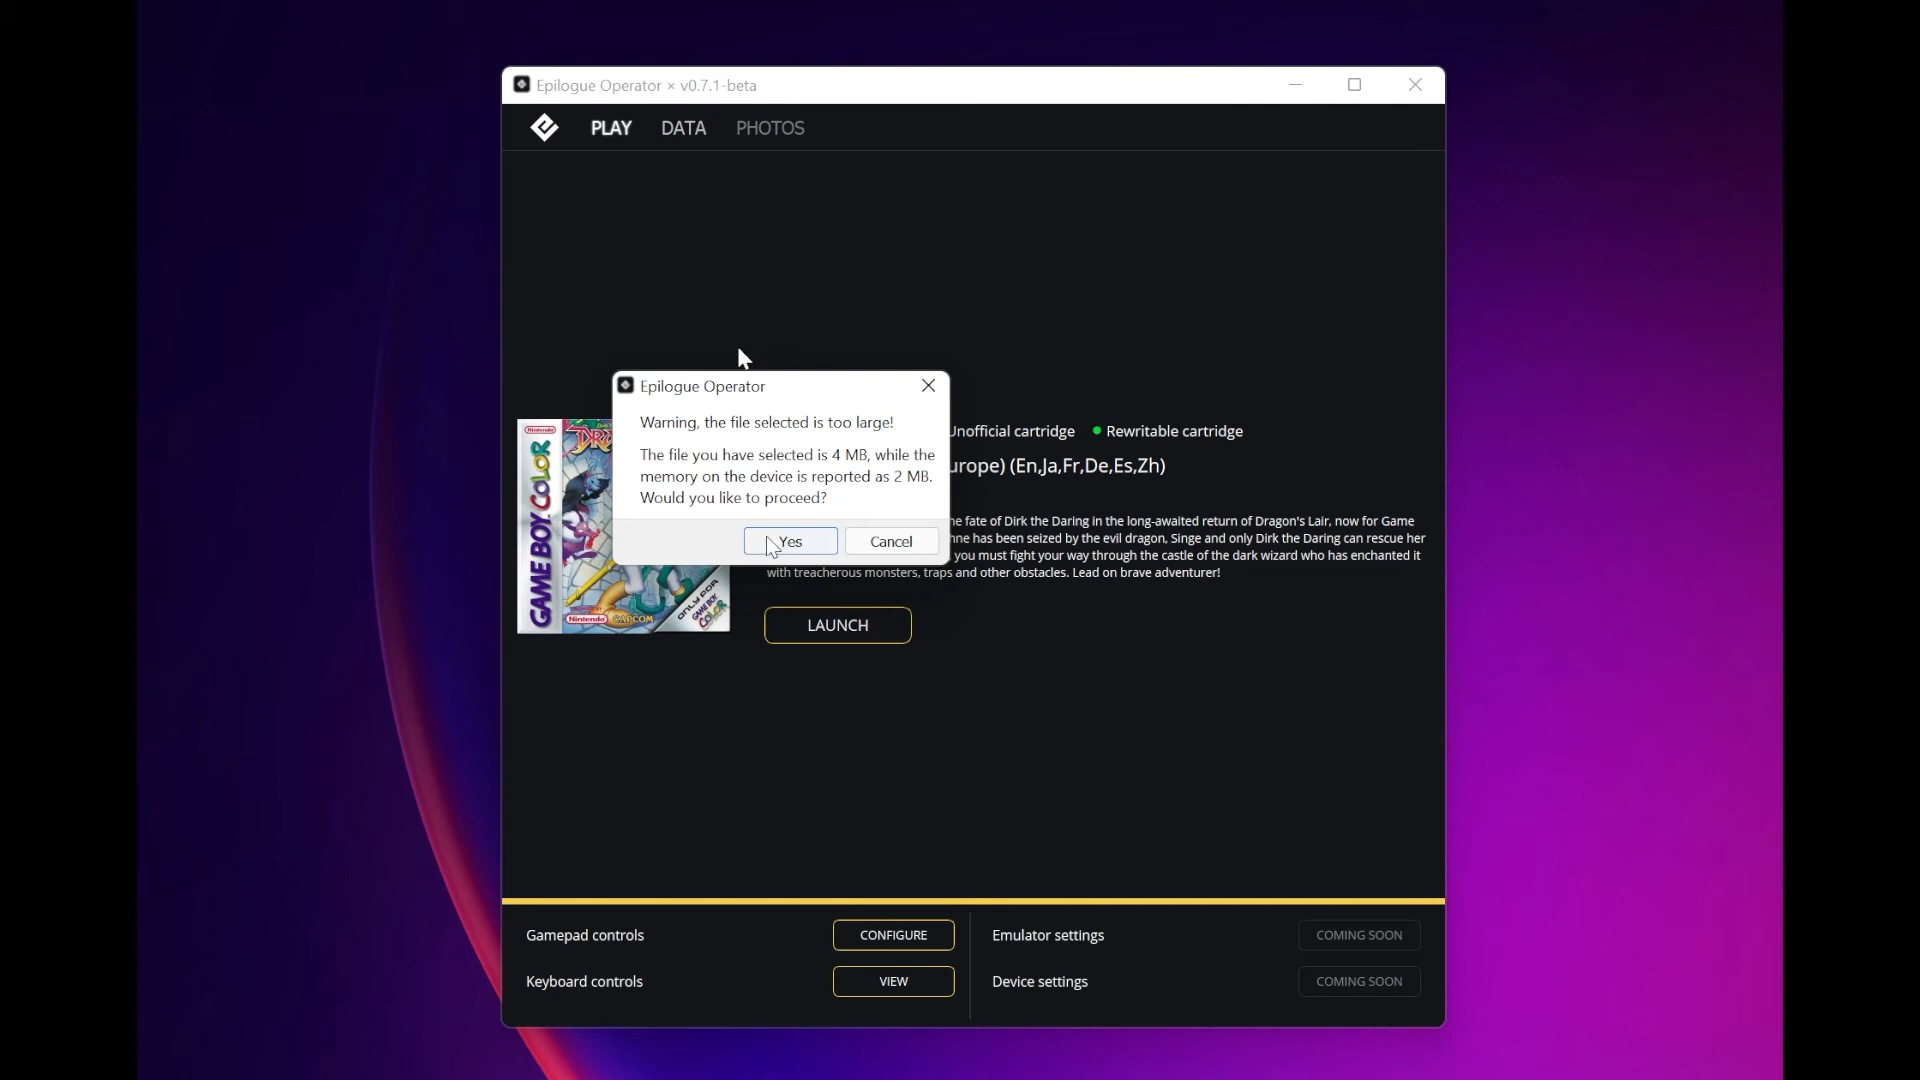 Epilogue Operator × v0.7.1-beta
PLAY DATA PHOTOS
Epilogue Operator
Warning, the file selected is too large!
The file you have selected is 4 MB, while the
memory on the device is reported as 2 MB.
Would you like to proceed?
Yes Cancel
Unofficial cartridge Rewritable cartridge
urope) (En,Ja,Fr,De,Es,Zh)
fate of Dirk the Daring in the long-awaited return of Dragon's Lair, now for Game
has been seized by the evil dragon, Singe and only Dirk the Daring can rescue her
you must fight your way through the castle of the dark wizard who has enchanted it
with treacherous monsters, traps and other obstacles. Lead on brave adventurer!
Nintendo
GAME BOY COLOR
DR
Nintendo CAPCOM
ONLY FOR
GAME BOY
COLOR
LAUNCH
Gamepad controls CONFIGURE
Keyboard controls VIEW
Emulator settings COMING SOON
Device settings COMING SOON